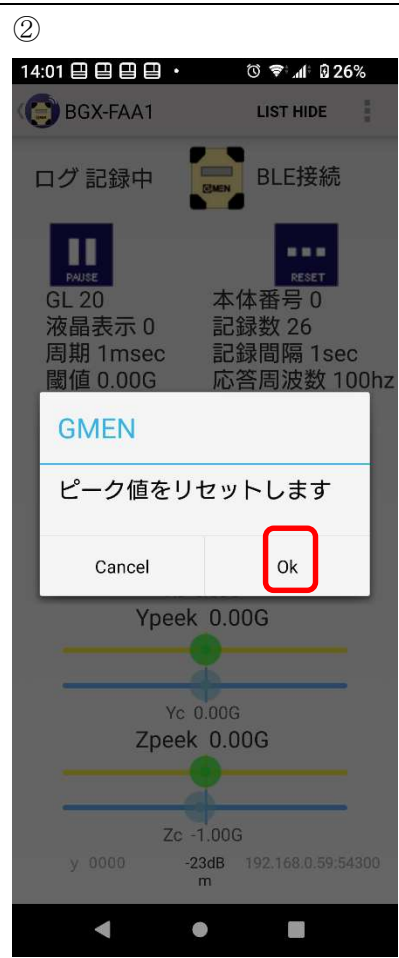 ②
14:01 26%
BGX-FAA1 LIST HIDE
ログ 記録中 GMEN BLE接続
PAUSE RESET
GL 20 本体番号 0
液晶表示 0 記録数 26
周期 1msec 記録間隔 1sec
閾値 0.00G 応答周波数 100hz
GMEN
ピーク値をリセットします
Cancel Ok
Ypeek 0.00G
Yc 0.00G
Zpeek 0.00G
Zc -1.00G
y 0000 -23dB 192.168.0.59:54300
m